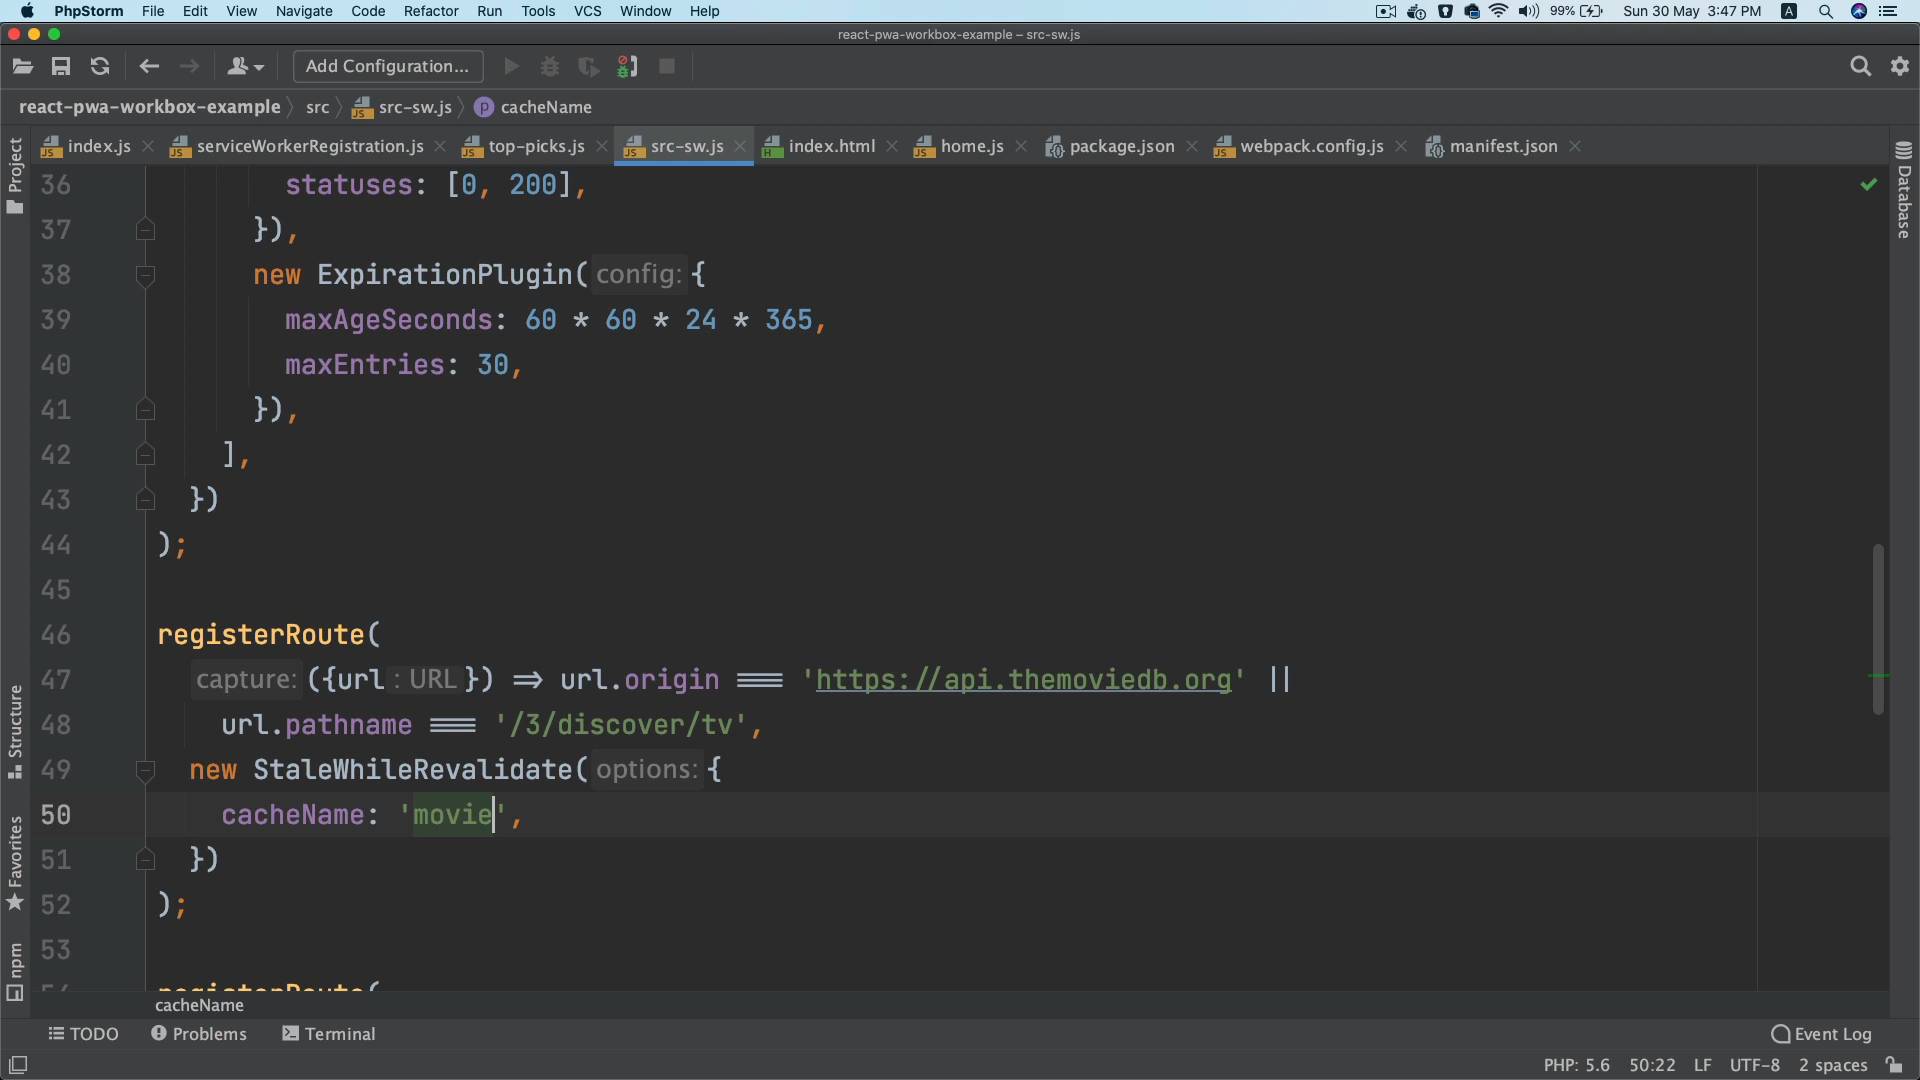 PhpStorm File Edit View Navigate Code Refactor Run Tools VCS Window Help 99% Sun 30 May 3:47 PM A
react-pwa-workbox-example – src-sw.js
Add Configuration...
react-pwa-workbox-example src src-sw.js p cacheName
index.js serviceWorkerRegistration.js top-picks.js src-sw.js index.html home.js package.json webpack.config.js manifest.json
Project
Database
Structure
Favorites
npm
36 statuses: [0, 200],
37 }),
38 new ExpirationPlugin( config: {
39 maxAgeSeconds: 60 * 60 * 24 * 365,
40 maxEntries: 30,
41 }),
42 ],
43 })
44 );
45
46 registerRoute(
47 capture: ({url : URL }) => url.origin === 'https://api.themoviedb.org' ||
48 url.pathname === '/3/discover/tv',
49 new StaleWhileRevalidate( options: {
50 cacheName: 'movie',
51 })
52 );
53
54 registerRoute(
cacheName
TODO Problems Terminal Event Log
PHP: 5.6 50:22 LF UTF-8 2 spaces